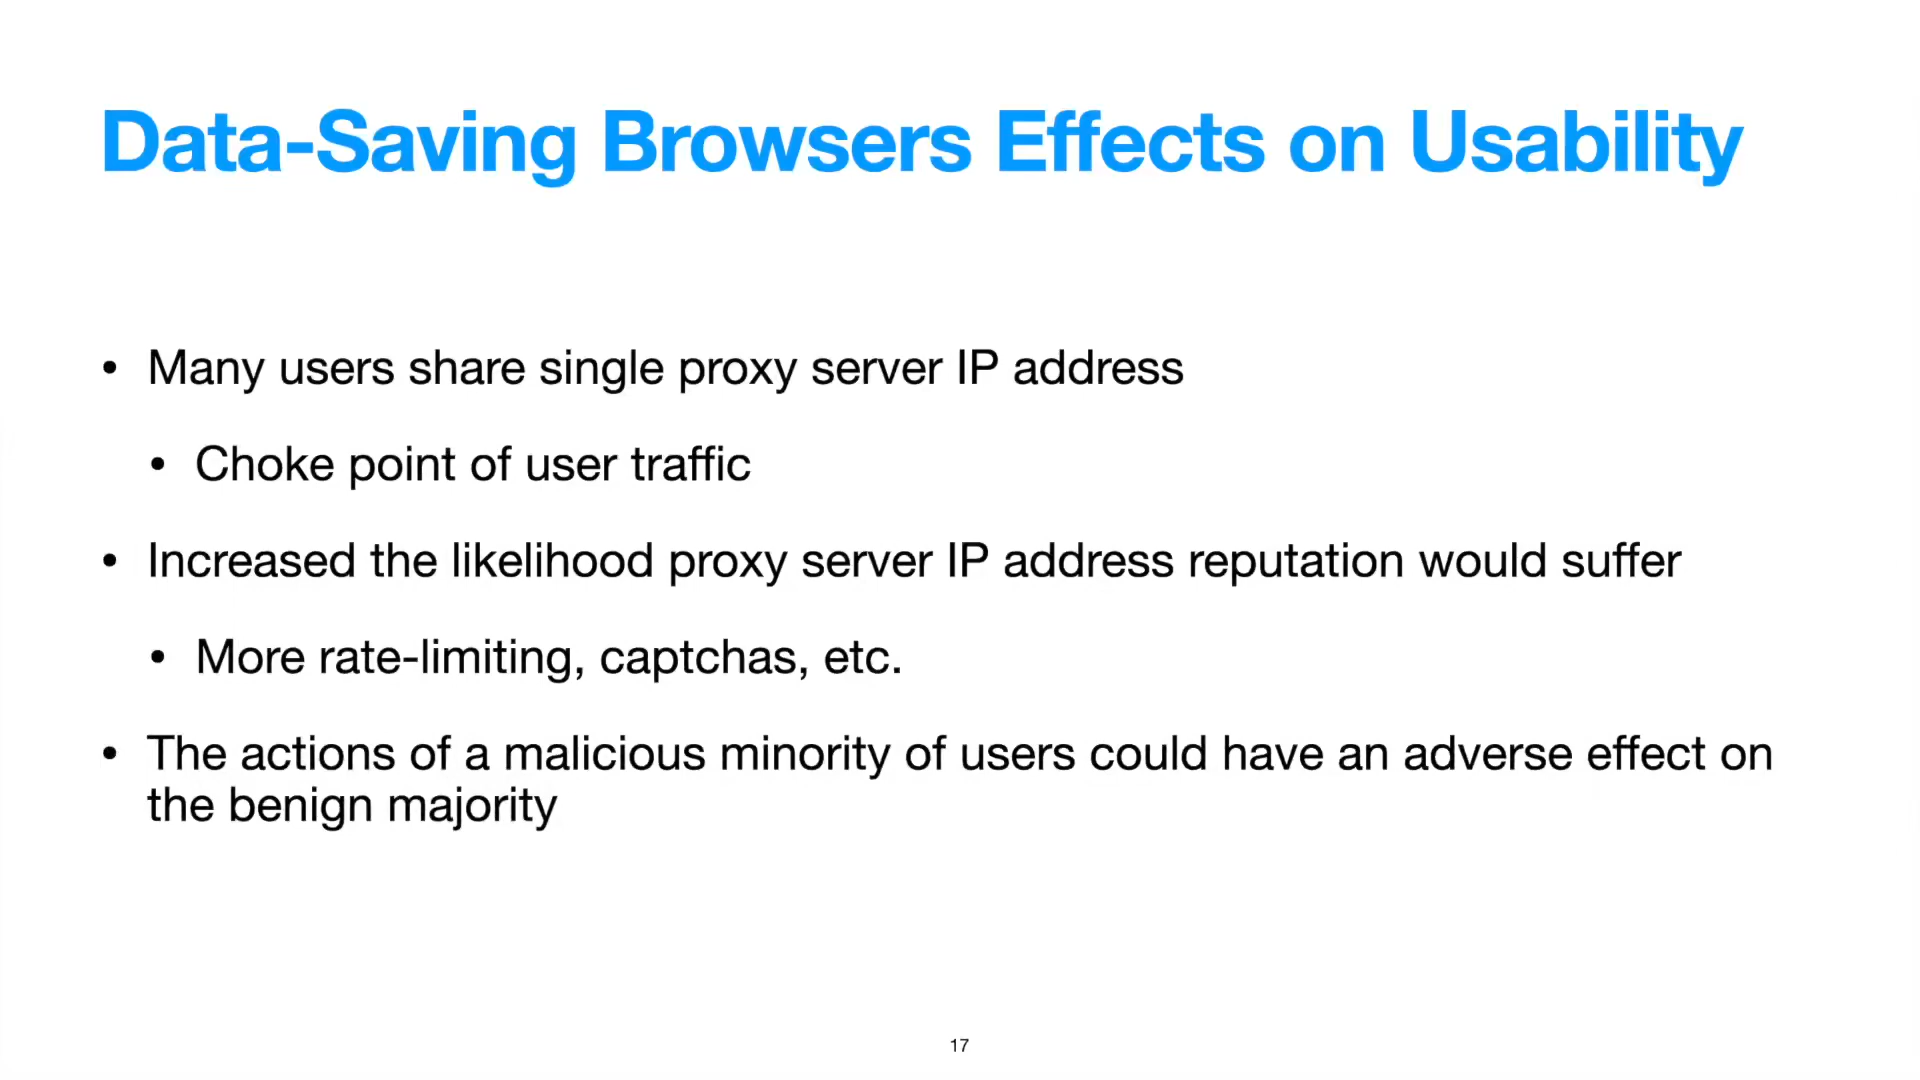 Data-Saving Browsers Effects on Usability
• Many users share single proxy server IP address
• Choke point of user traffic
• Increased the likelihood proxy server IP address reputation would suffer
• More rate-limiting, captchas, etc.
• The actions of a malicious minority of users could have an adverse effect on
the benign majority
17